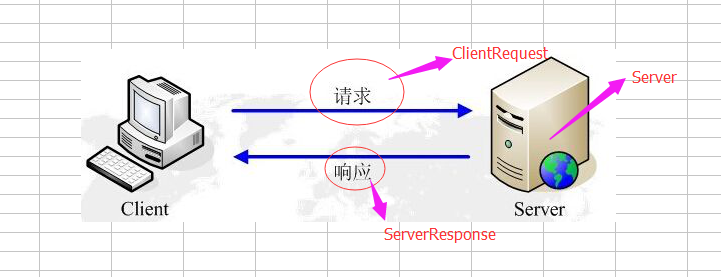 ClientRequest
请求
Server
响应
Client
Server
ServerResponse